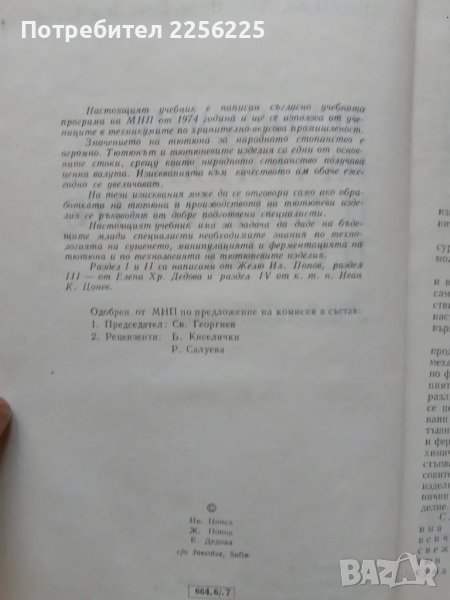 Потребител 2256225
Настоящият учебник е написан съгласно учебната
програма на МНП от 1974 година и ще се използва от уче-
ниците в техникумите по хранително-вкусова промишленост.
Значението на тютюна за народното стопанство е
огромно. Тютюнът и тютюневите изделия са едни от основ-
ните стоки, срещу които народното стопанство получава
ценна валута. Изискванията към качеството им обаче еже-
годно се увеличават.
На тези изисквания може да се отговори само ако обра-
ботката на тютюна и производството на тютюневи изде-
лия се ръководят от добре подготвени специалисти.
Настоящият учебник има за задача да даде на бъде-
щите млади специалисти необходимите знания по техно-
логията на сушенето, манипулацията и ферментацията на
тютюна и по технологията на тютюневите изделия.
Раздел I и II са написани от Желю Ил. Попов, раздел
III — от Елена Хр. Дедова и раздел IV от к. т. н. Иван
К. Цонев.
Одобрен от МНП по предложение на комисия в състав:
1. Председател: Св. Георгиев
2. Рецензенти: Б. Киселички
Р. Салуева
©
Ив. Цонев
Ж. Попов
Е. Дедова
c/o Jusautor, Sofia
664.6/.7
BAZAR